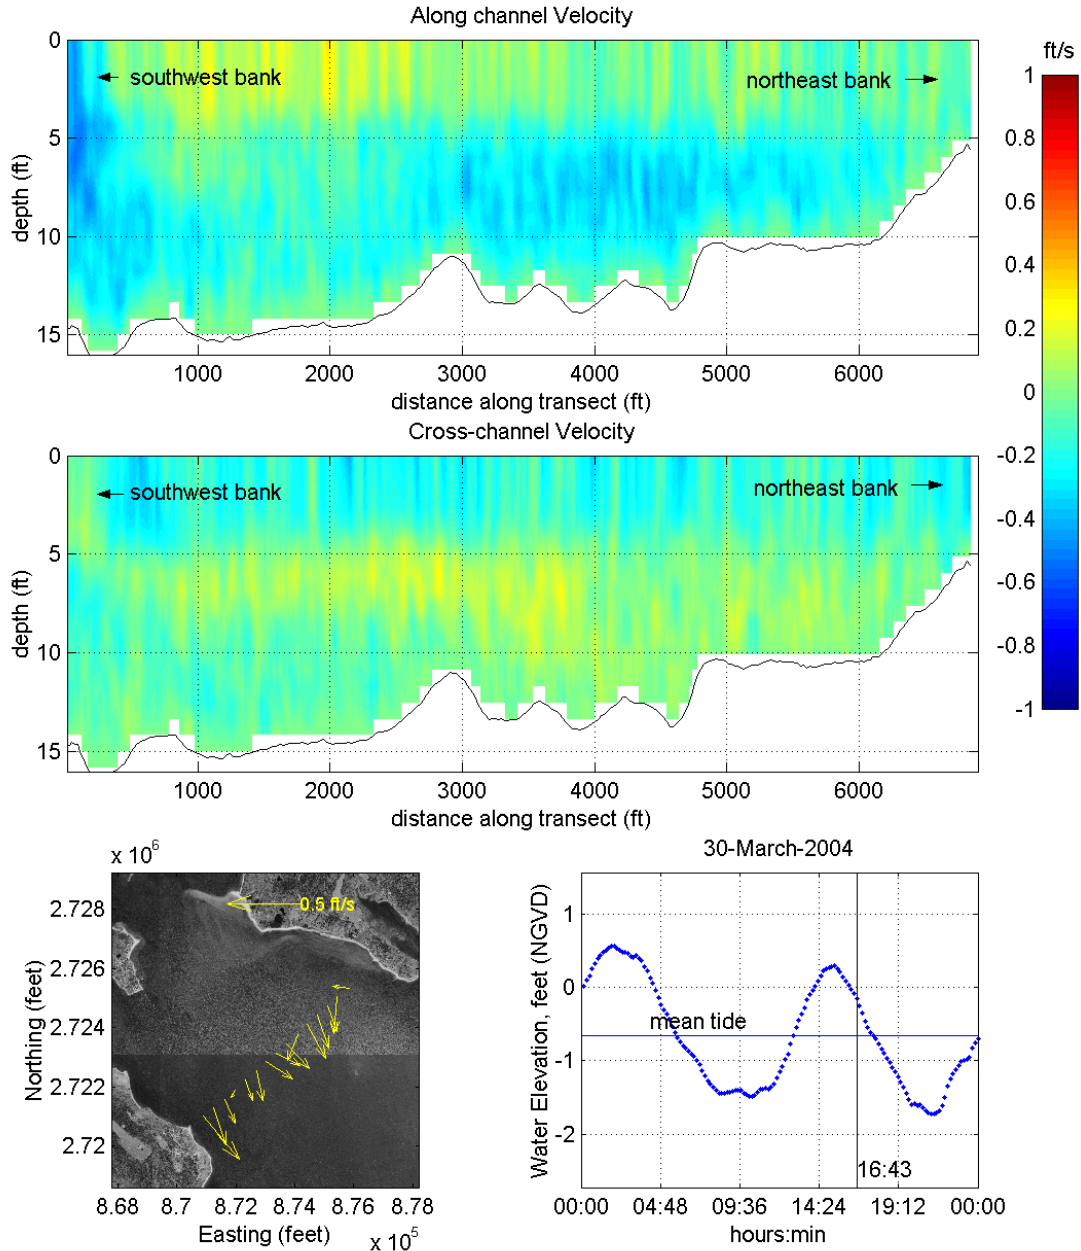 Along channel Velocity
0
5
10
15
depth (ft)
southwest bank
northeast bank
1000 2000 3000 4000 5000 6000
distance along transect (ft)
ft/s
1
0.8
0.6
0.4
0.2
0
-0.2
-0.4
-0.6
-0.8
-1
Cross-channel Velocity
0
5
10
15
depth (ft)
southwest bank
northeast bank
1000 2000 3000 4000 5000 6000
distance along transect (ft)
x 10^6
2.728
2.726
2.724
2.722
2.72
Northing (feet)
0.5 ft/s
8.68 8.7 8.72 8.74 8.76 8.78
Easting (feet)
x 10^5
30-March-2004
1
0
-1
-2
Water Elevation, feet (NGVD)
mean tide
16:43
00:00 04:48 09:36 14:24 19:12 00:00
hours:min